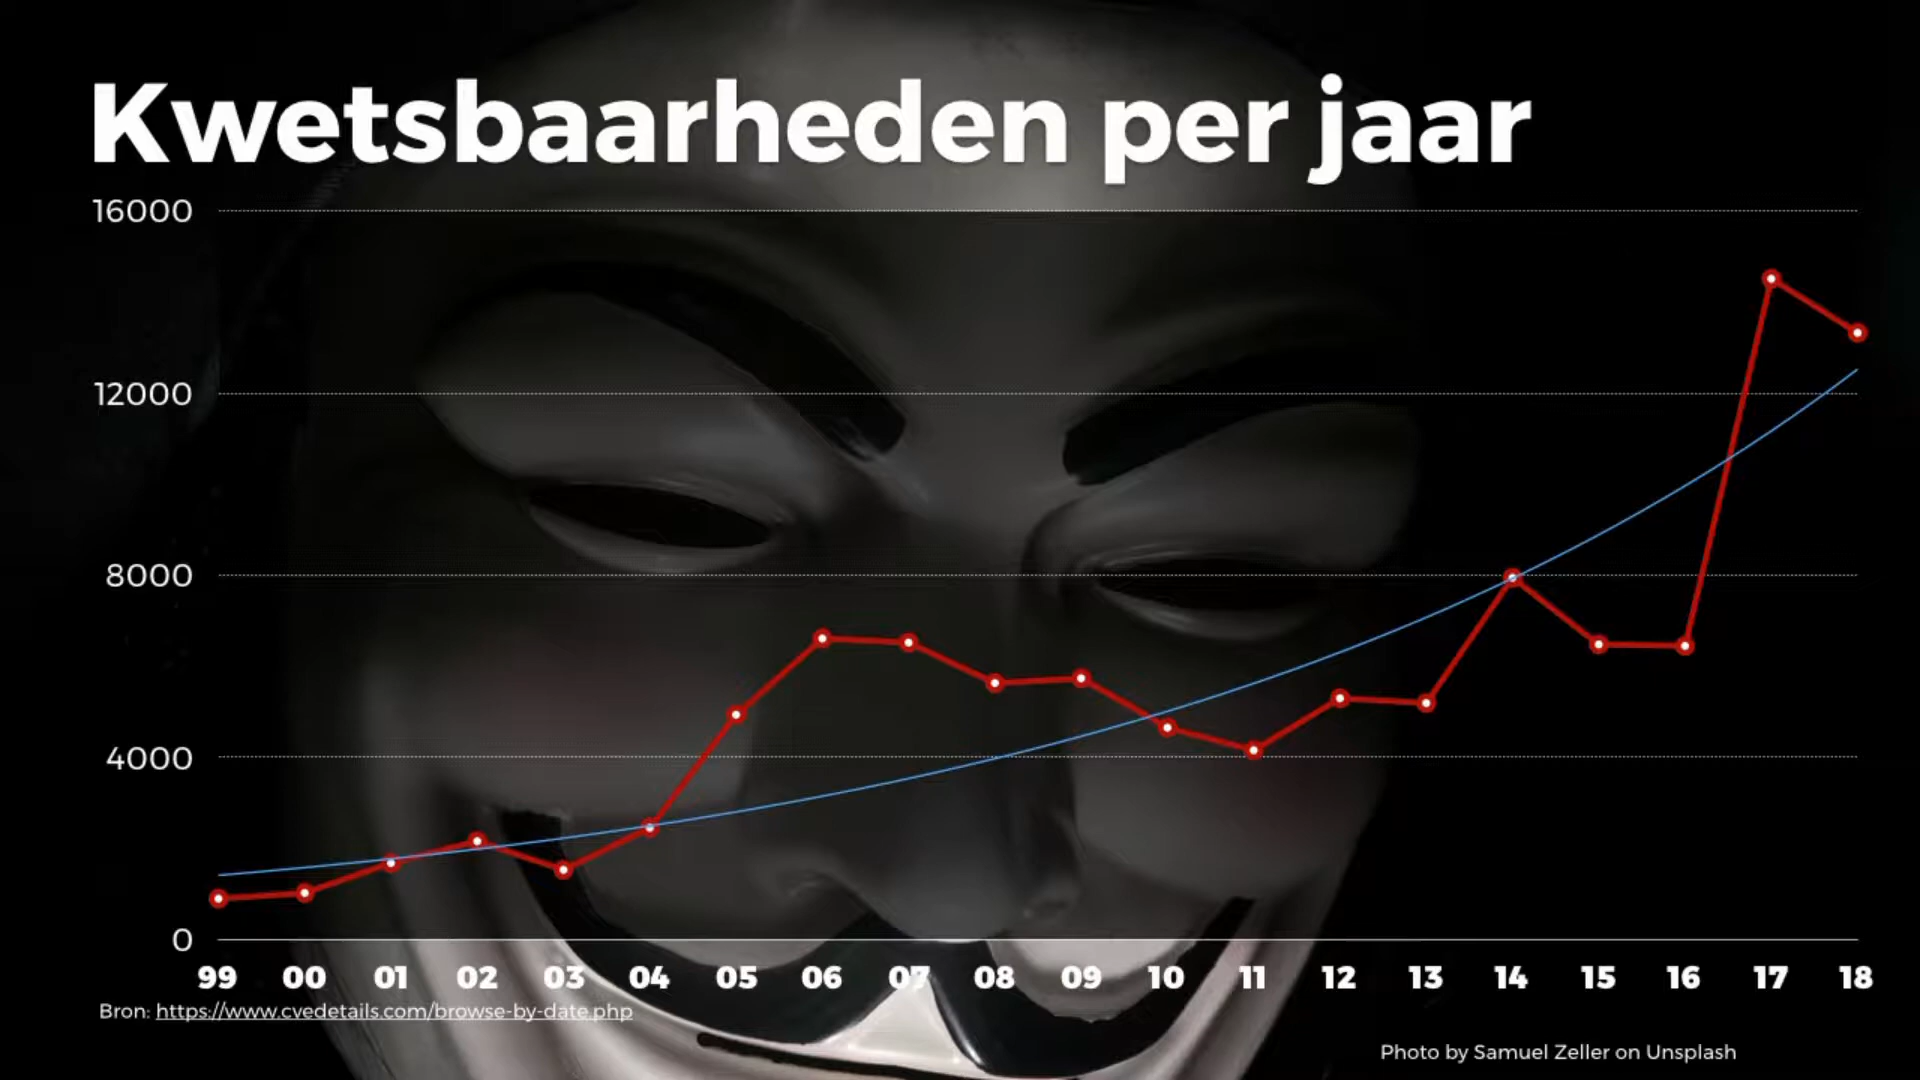 Kwetsbaarheden per jaar
16000
12000
8000
4000
0
99 00 01 02 03 04 05 06 07 08 09 10 11 12 13 14 15 16 17 18
Bron: https://www.cvedetails.com/browse-by-date.php
Photo by Samuel Zeller on Unsplash